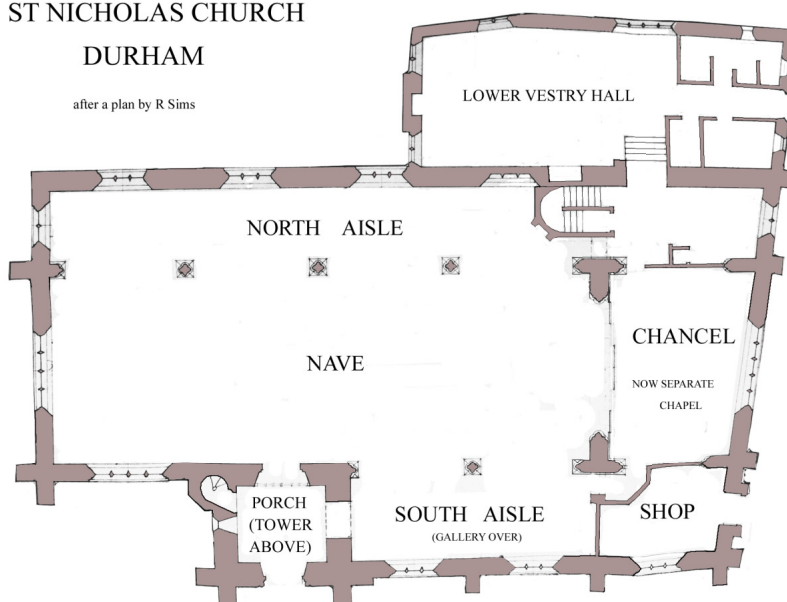 ST NICHOLAS CHURCH
DURHAM
after a plan by R Sims
LOWER VESTRY HALL
NORTH AISLE
NAVE
CHANCEL
NOW SEPARATE
CHAPEL
PORCH
(TOWER
ABOVE)
SOUTH AISLE
(GALLERY OVER)
SHOP